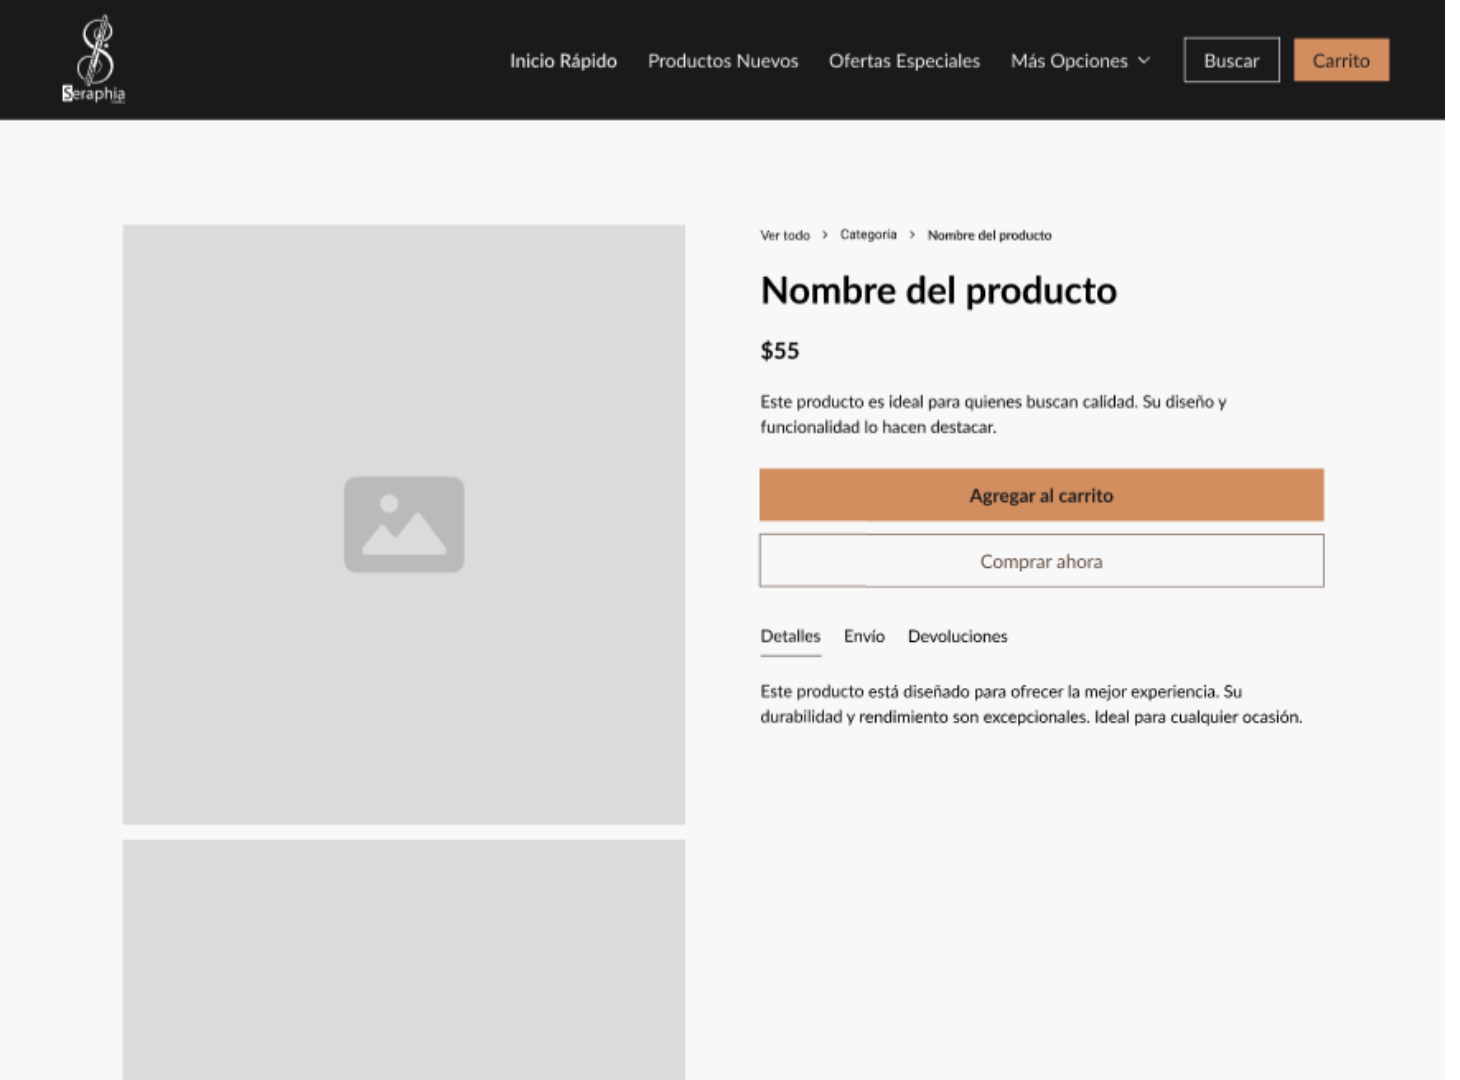 Seraphia
Inicio Rápido Productos Nuevos Ofertas Especiales Más Opciones Buscar Carrito
Ver todo > Categoría > Nombre del producto
Nombre del producto
$55
Este producto es ideal para quienes buscan calidad. Su diseño y
funcionalidad lo hacen destacar.
Agregar al carrito
Comprar ahora
Detalles Envío Devoluciones
Este producto está diseñado para ofrecer la mejor experiencia. Su
durabilidad y rendimiento son excepcionales. Ideal para cualquier ocasión.